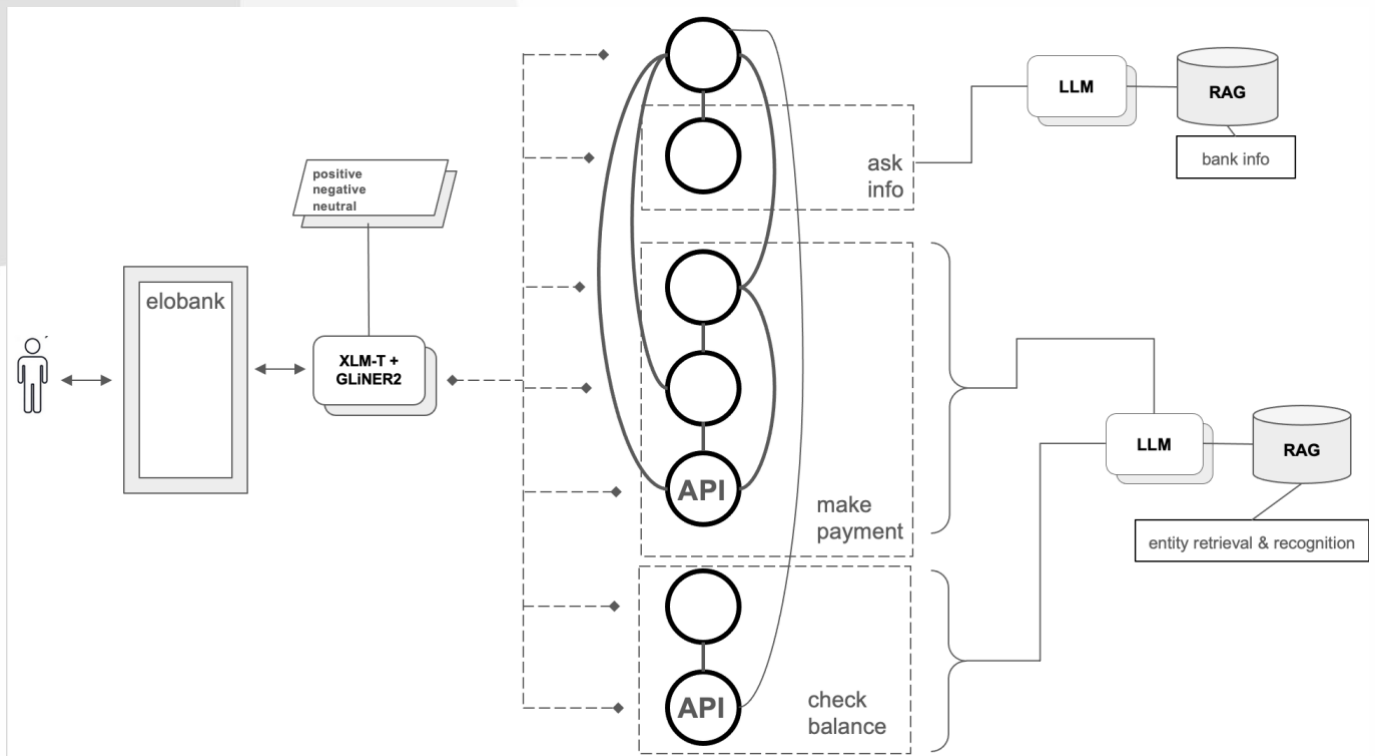 positive
negative
neutral
elobank
XLM-T +
GLiNER2
ask
info
API
make
payment
API
check
balance
LLM
RAG
bank info
LLM
RAG
entity retrieval & recognition